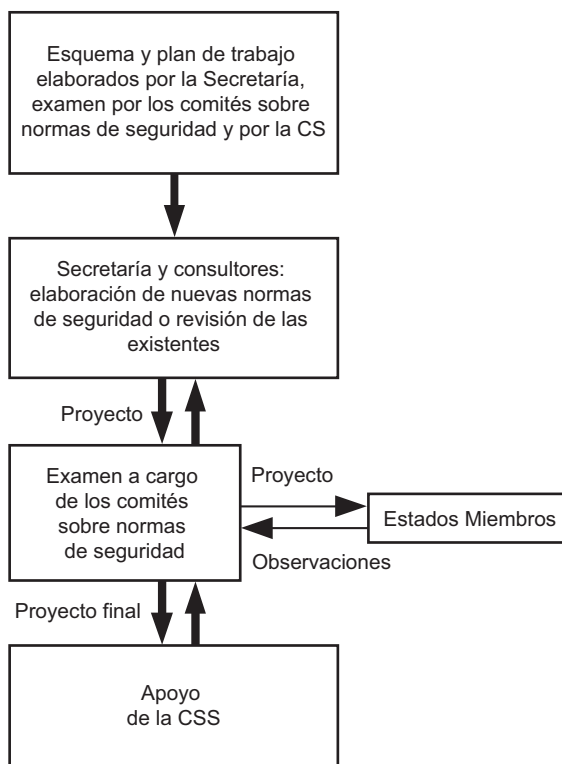 Esquema y plan de trabajo
elaborados por la Secretaría,
examen por los comités sobre
normas de seguridad y por la CS
Secretaría y consultores:
elaboración de nuevas normas
de seguridad o revisión de las
existentes
Proyecto
Examen a cargo
de los comités
sobre normas
de seguridad
Proyecto
Estados Miembros
Observaciones
Proyecto final
Apoyo
de la CSS